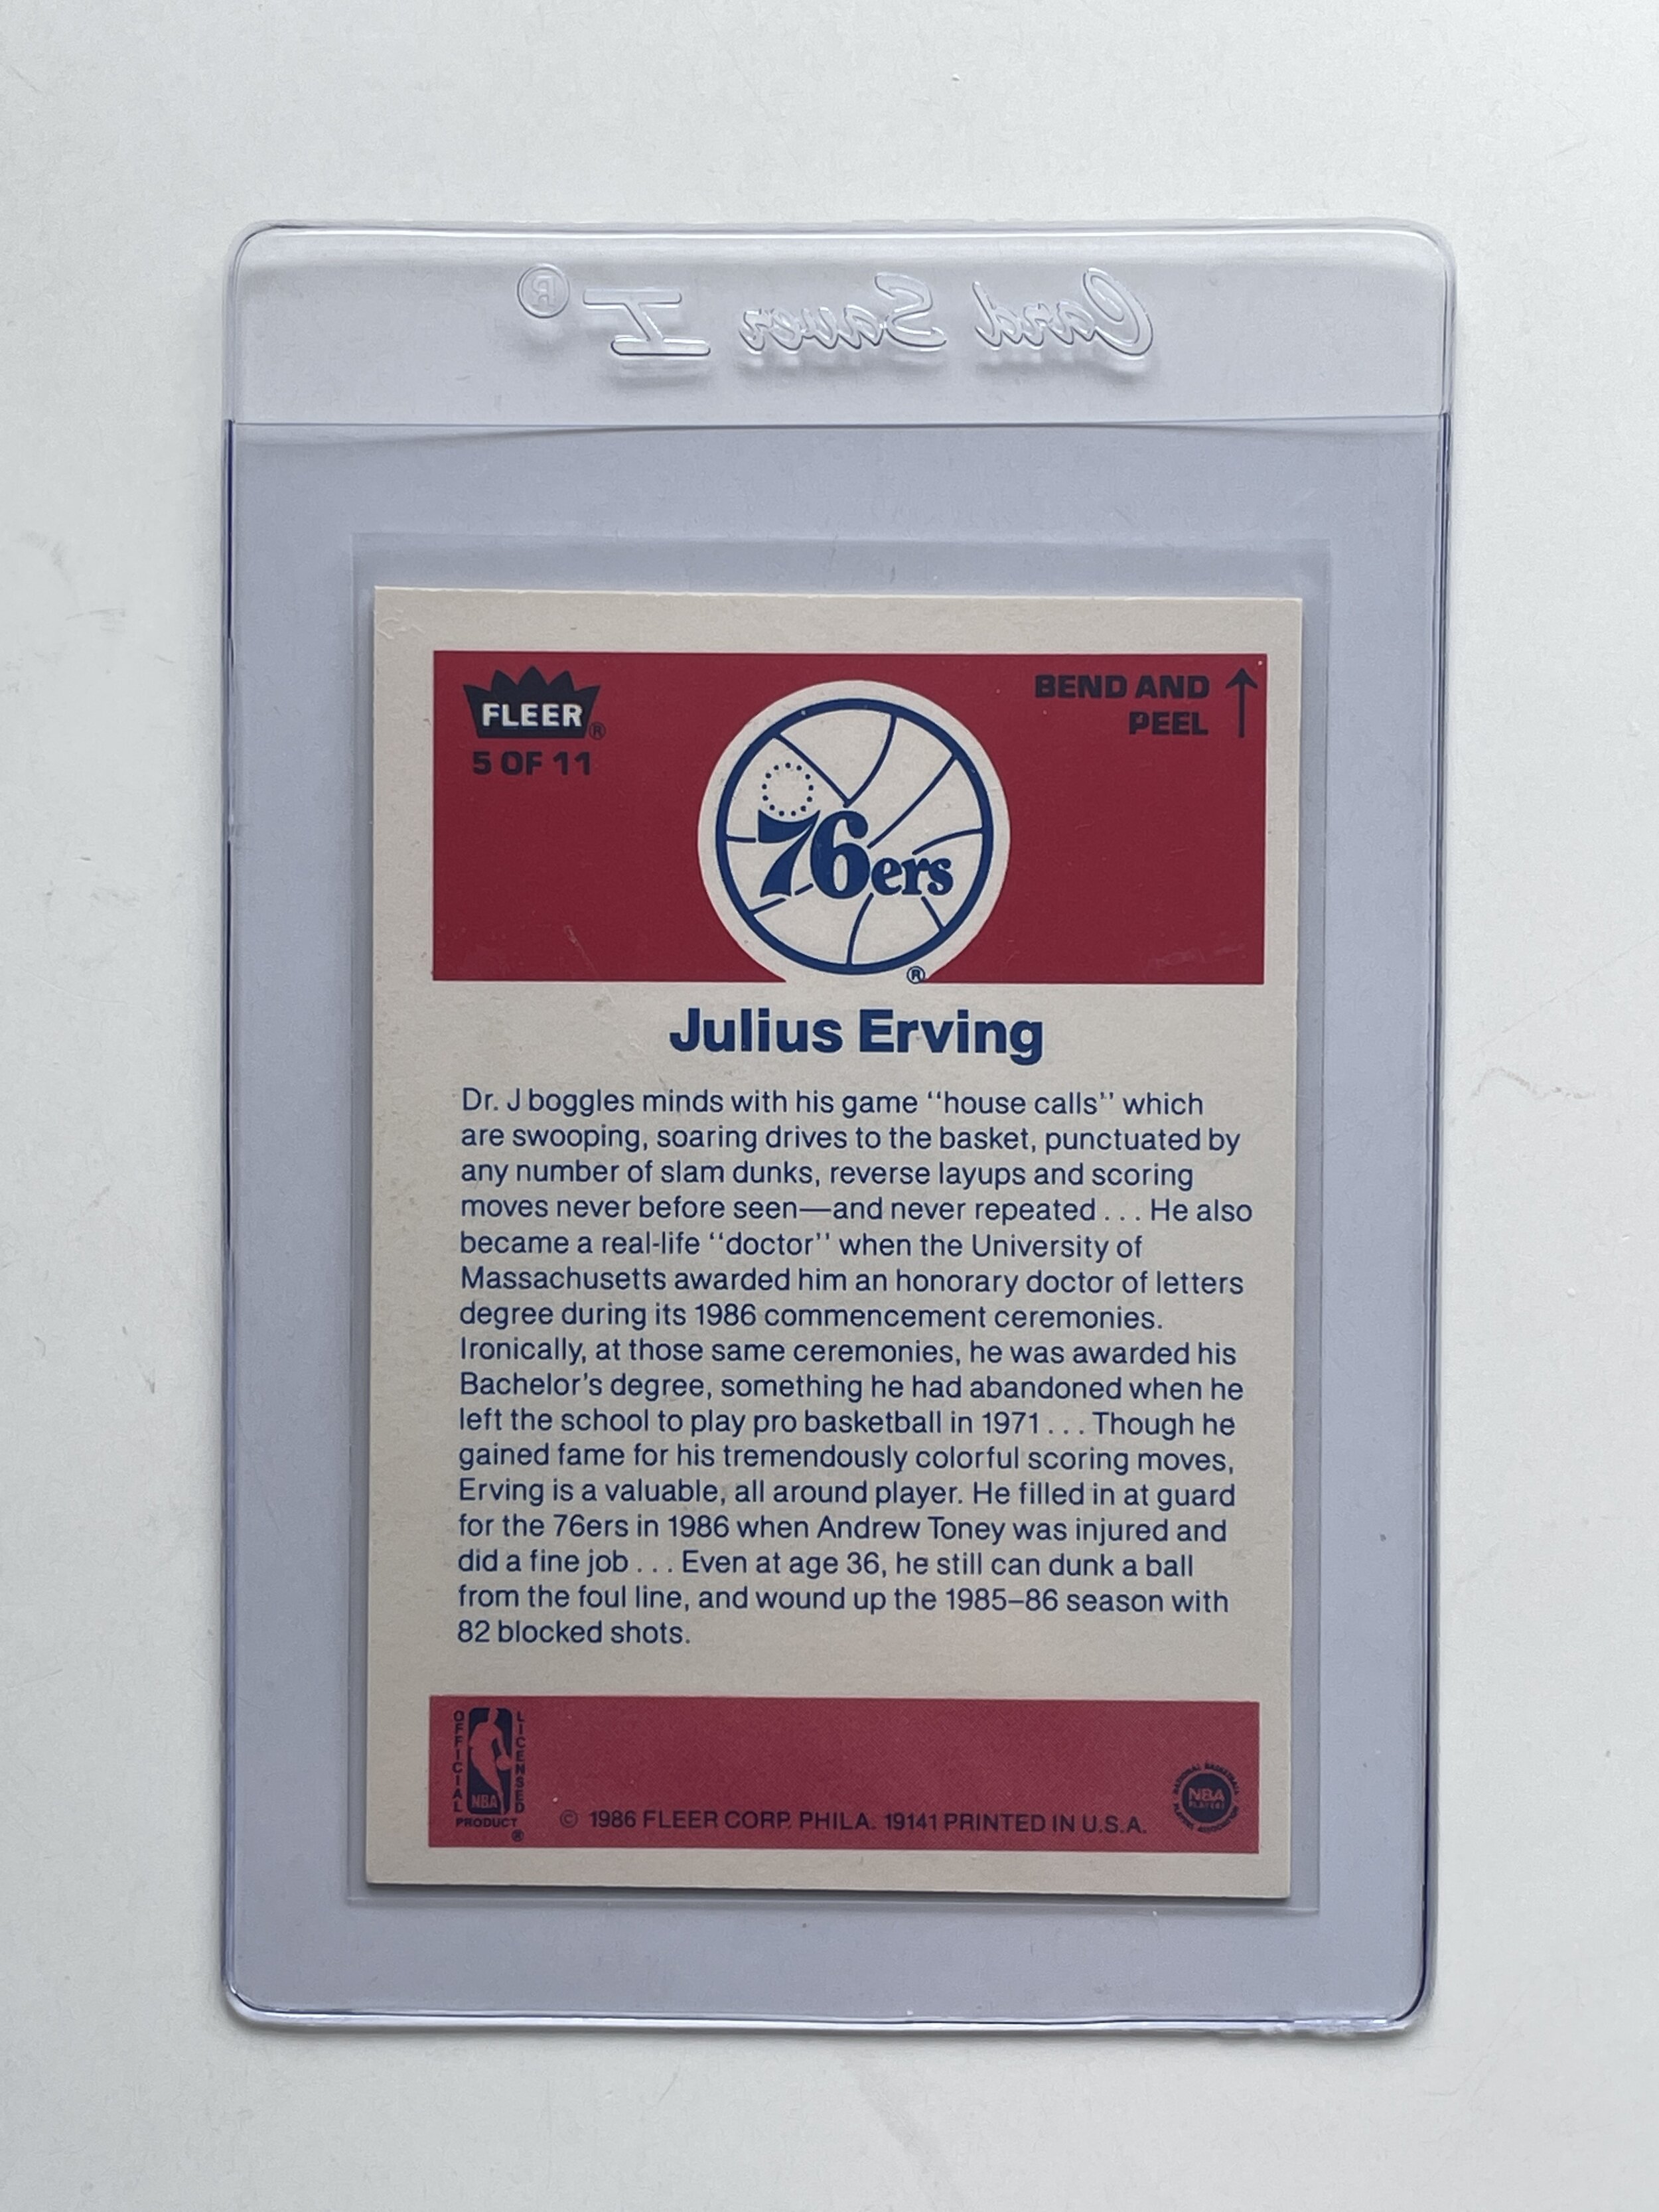 Card Saver I®
FLEER®
5 OF 11
BEND AND
PEEL
76ers
®
Julius Erving
Dr. J boggles minds with his game ‘‘house calls’’ which
are swooping, soaring drives to the basket, punctuated by
any number of slam dunks, reverse layups and scoring
moves never before seen—and never repeated . . . He also
became a real-life ‘‘doctor’’ when the University of
Massachusetts awarded him an honorary doctor of letters
degree during its 1986 commencement ceremonies.
Ironically, at those same ceremonies, he was awarded his
Bachelor’s degree, something he had abandoned when he
left the school to play pro basketball in 1971 . . . Though he
gained fame for his tremendously colorful scoring moves,
Erving is a valuable, all around player. He filled in at guard
for the 76ers in 1986 when Andrew Toney was injured and
did a fine job . . . Even at age 36, he still can dunk a ball
from the foul line, and wound up the 1985–86 season with
82 blocked shots.
OFFICIAL
NBA
LICENSED
PRODUCT
®
© 1986 FLEER CORP. PHILA. 19141 PRINTED IN U.S.A.
NATIONAL BASKETBALL
NBA
PLAYERS
PLAYERS ASSOCIATION